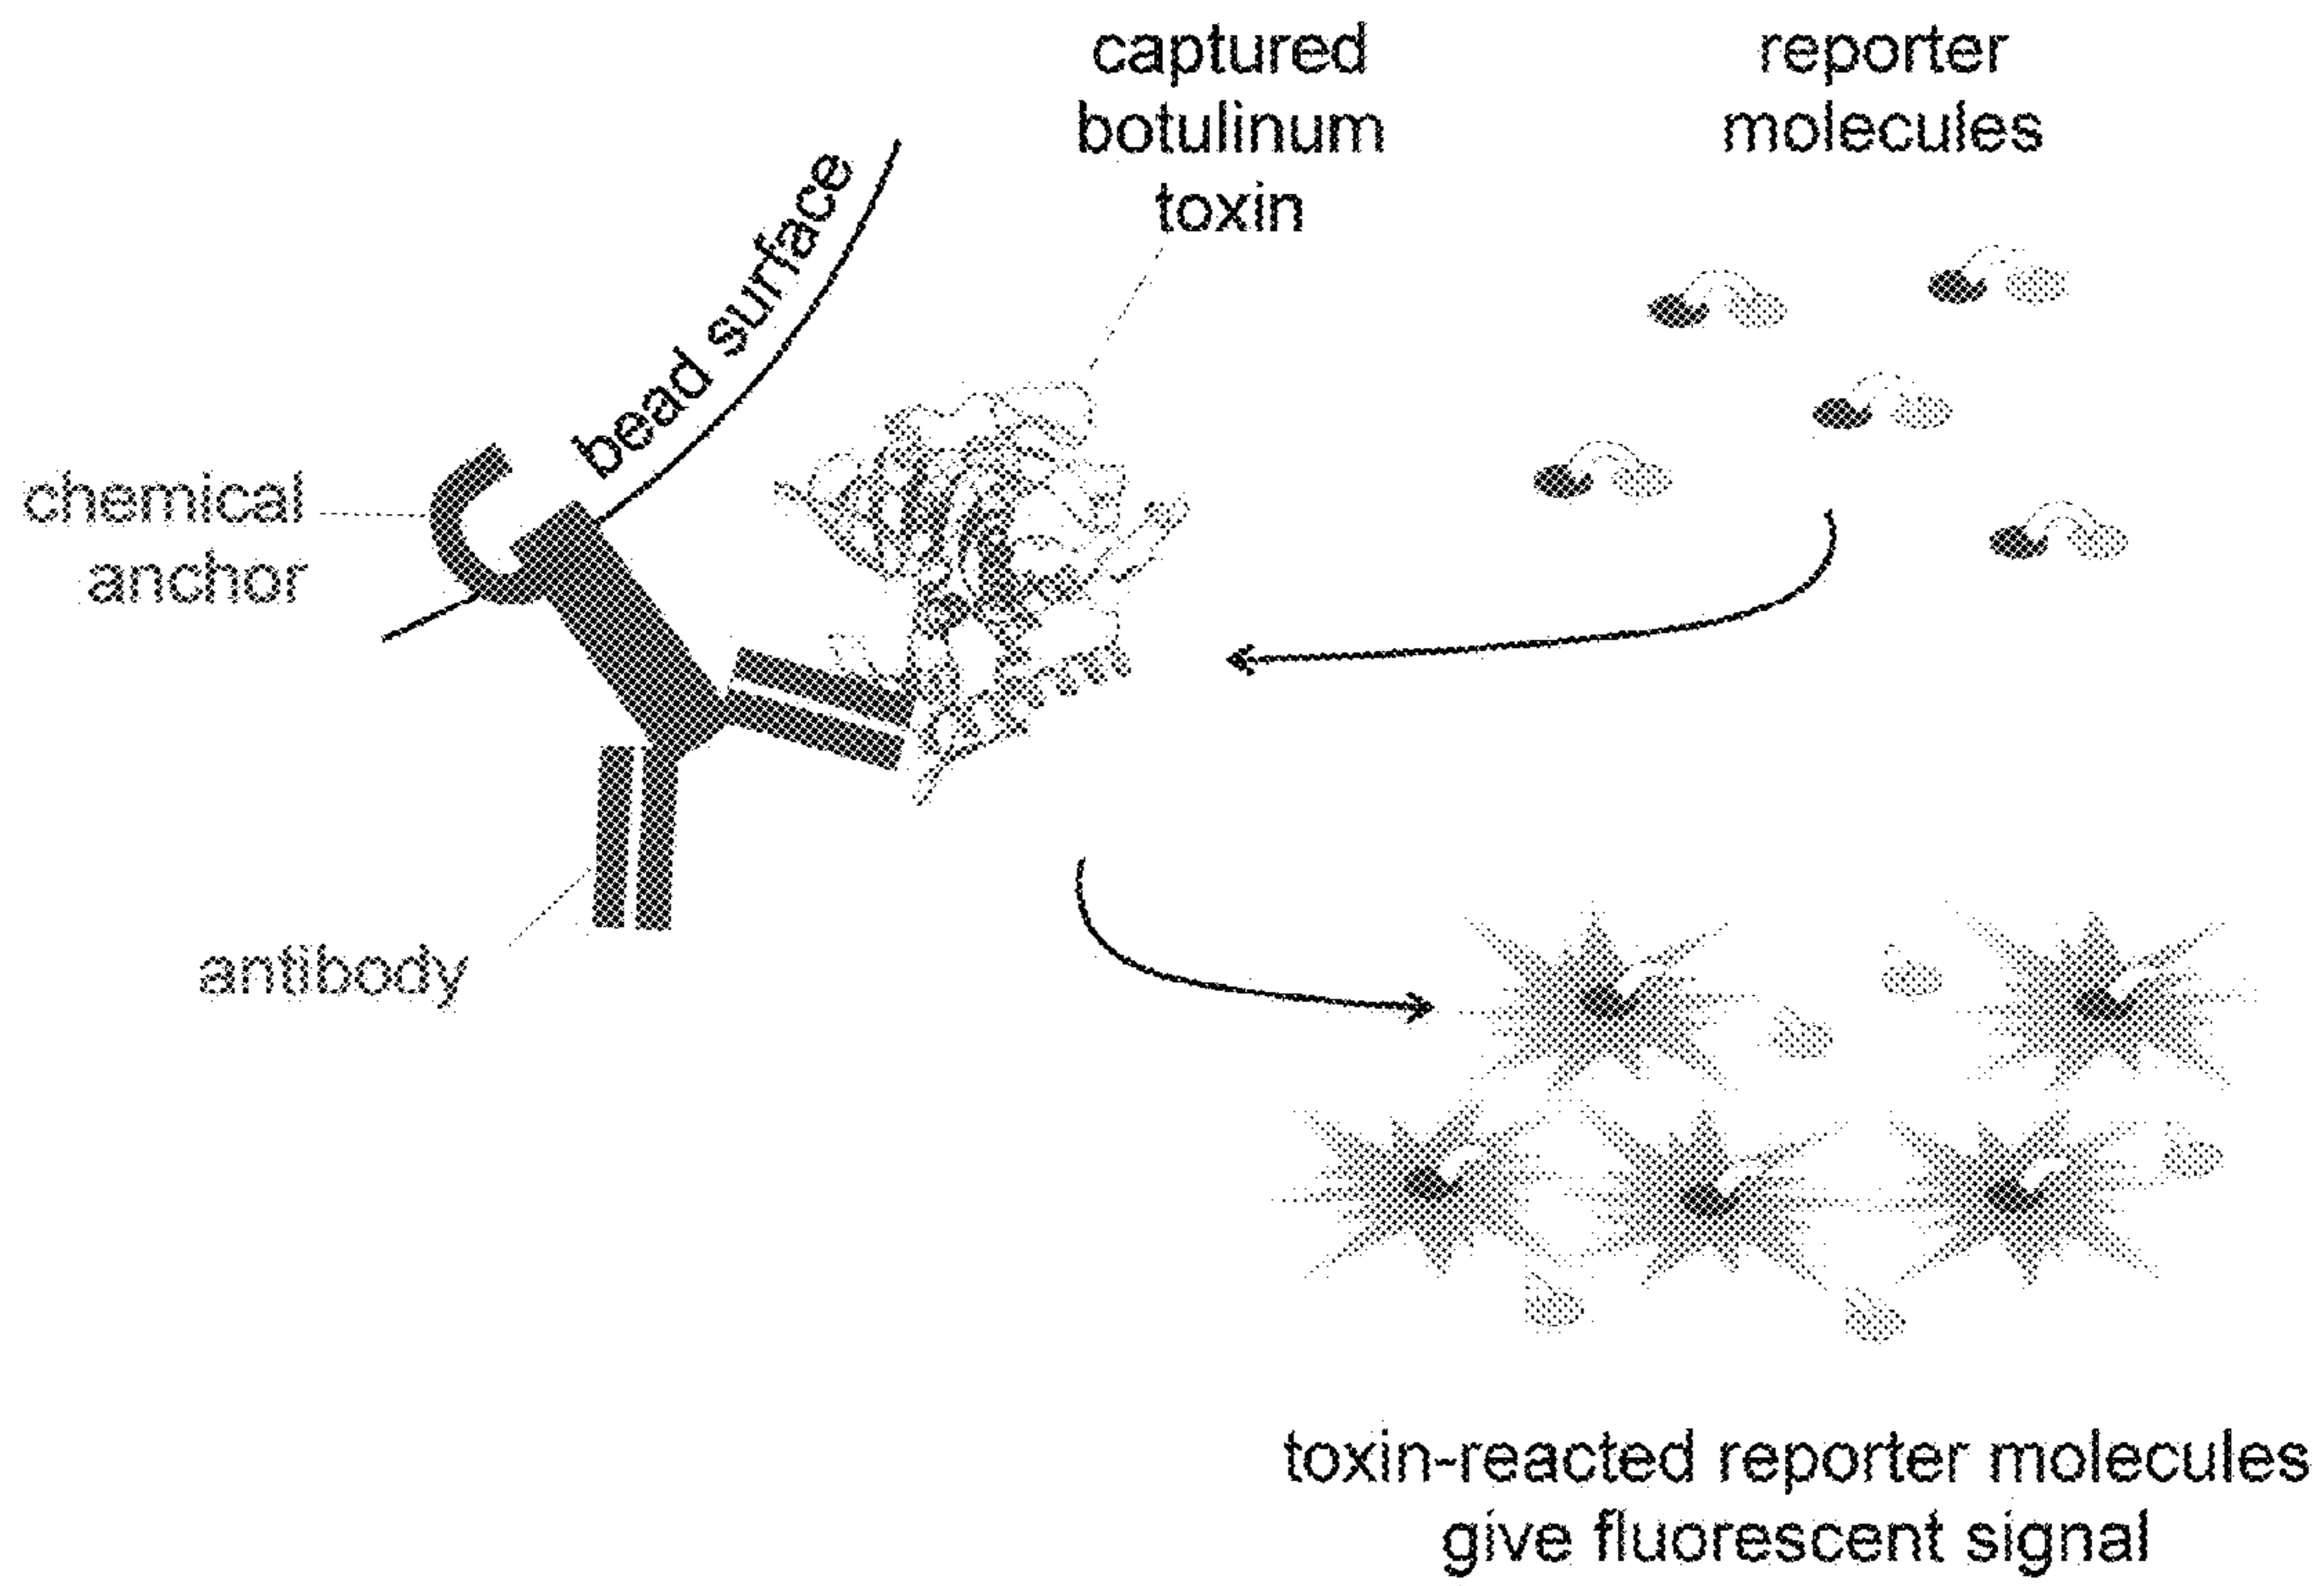 captured
botulinum
toxin
reporter
molecules
bead surface
chemical
anchor
antibody
toxin-reacted reporter molecules
give fluorescent signal